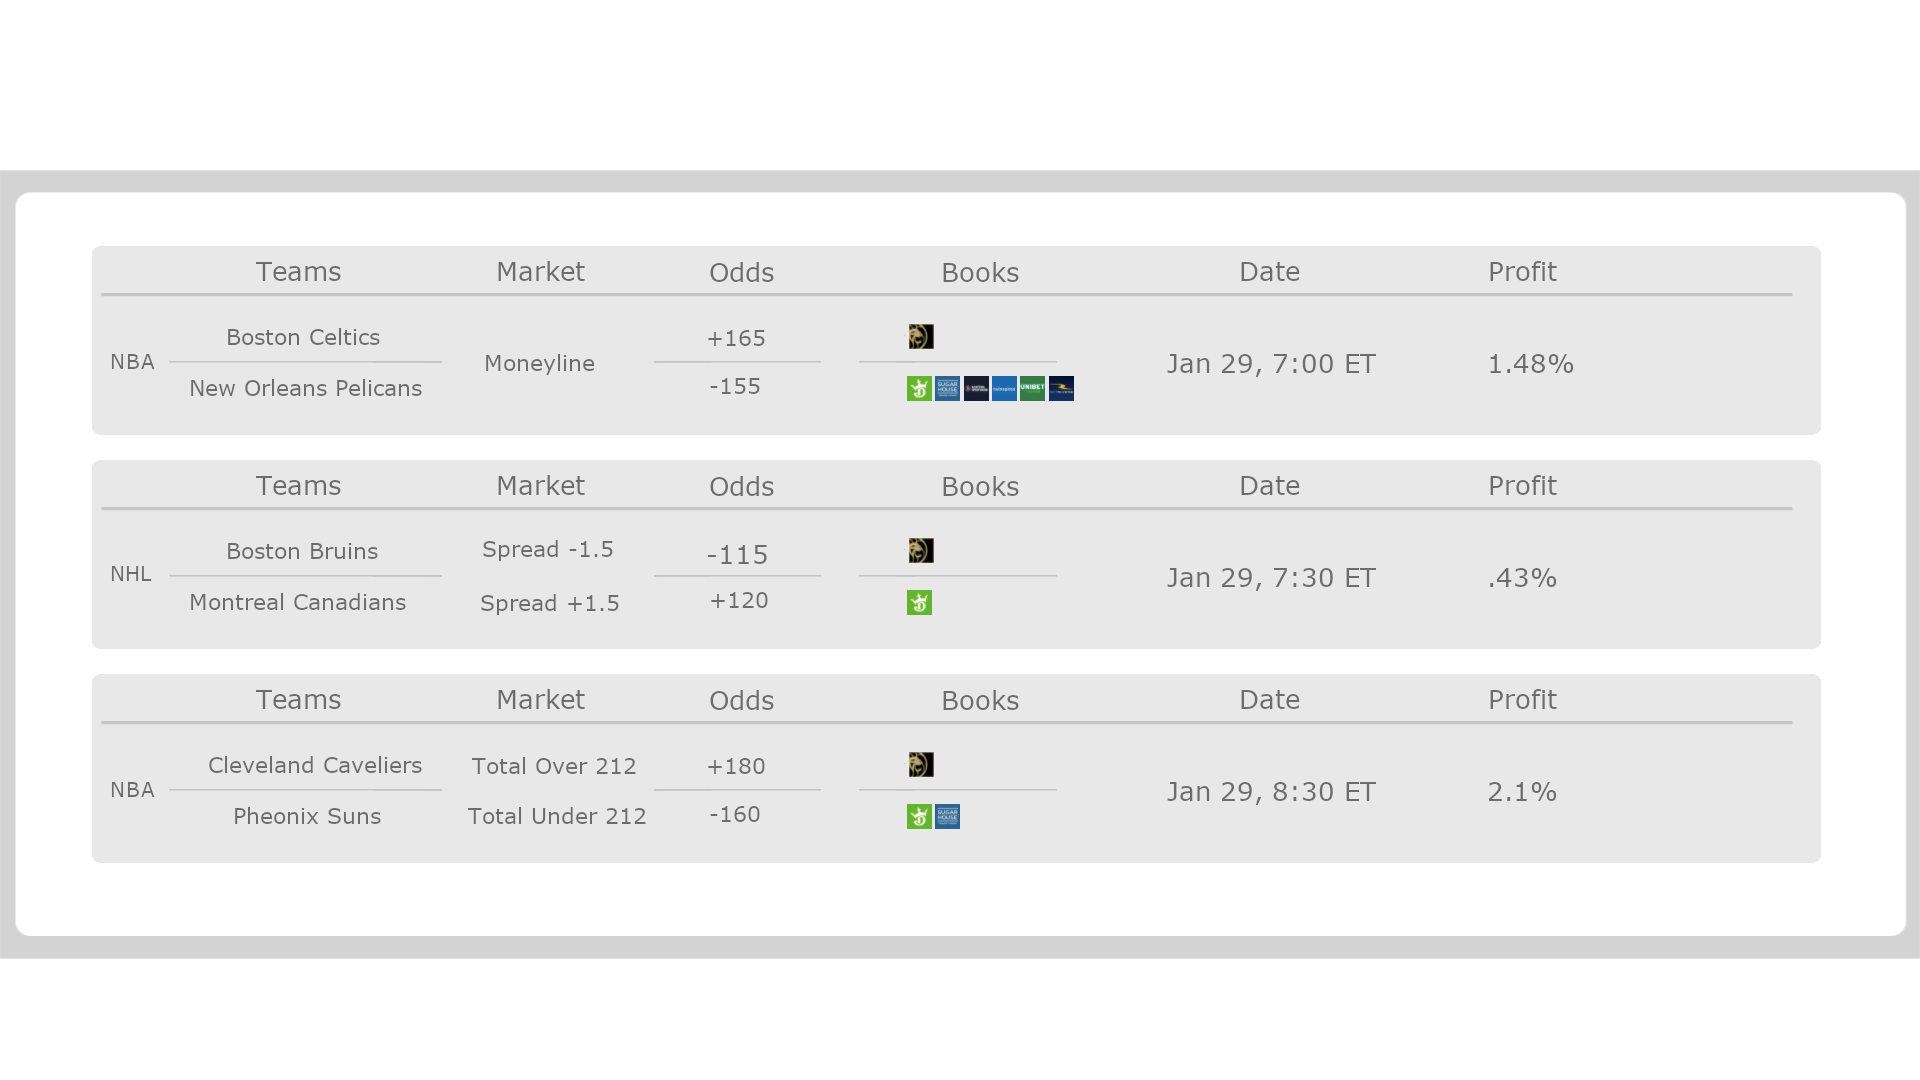 Teams Market Odds Books Date Profit
NBA Boston Celtics Moneyline +165 Jan 29, 7:00 ET 1.48%
New Orleans Pelicans -155 SUGAR HOUSE UNIBET
Teams Market Odds Books Date Profit
NHL Boston Bruins Spread -1.5 -115 Jan 29, 7:30 ET .43%
Montreal Canadians Spread +1.5 +120
Teams Market Odds Books Date Profit
NBA Cleveland Caveliers Total Over 212 +180 Jan 29, 8:30 ET 2.1%
Pheonix Suns Total Under 212 -160 SUGAR HOUSE